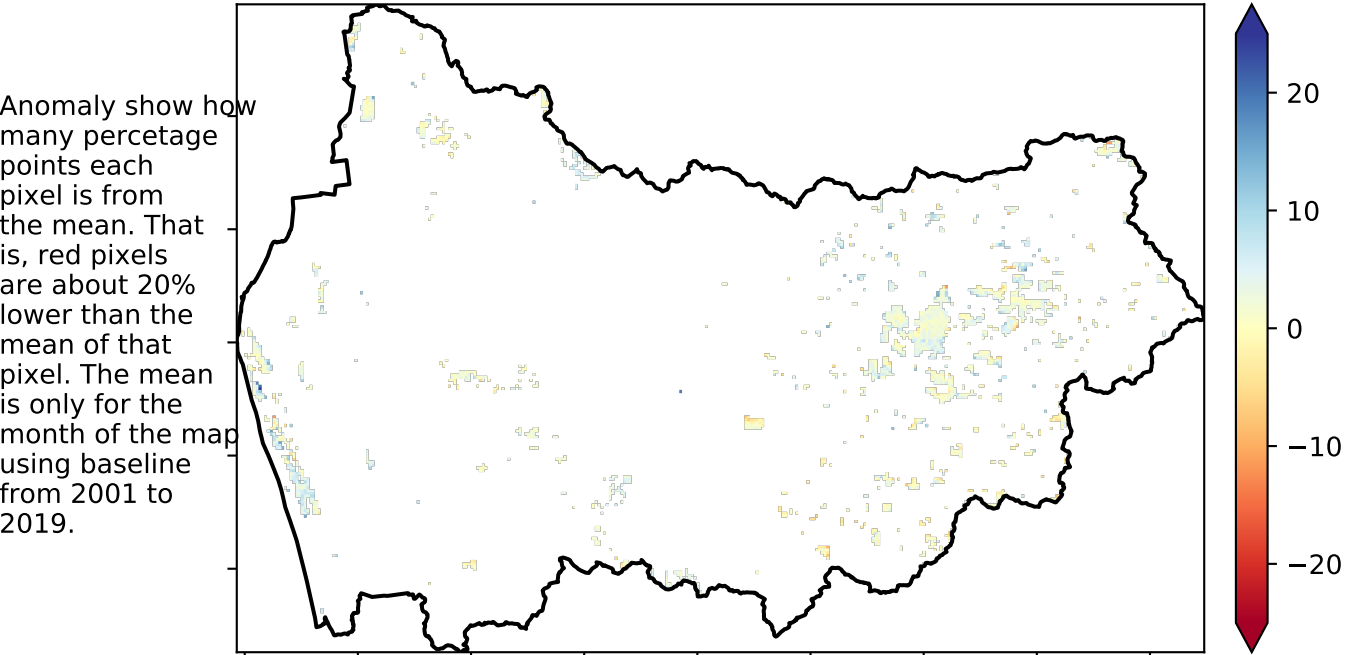 Anomaly show how
many percetage
points each
pixel is from
the mean. That
is, red pixels
are about 20%
lower than the
mean of that
pixel. The mean
is only for the
month of the map
using baseline
from 2001 to
2019.
20
10
0
−10
−20